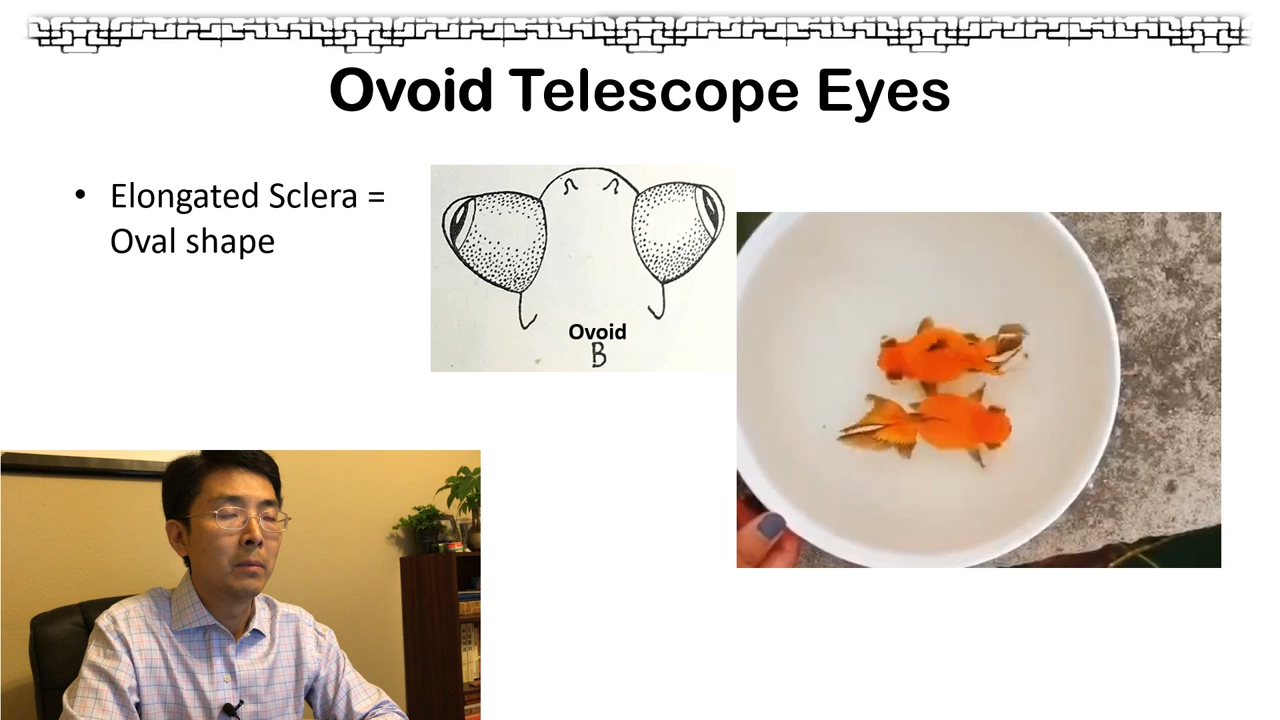 Ovoid Telescope Eyes
• Elongated Sclera =
Oval shape
Ovoid
B